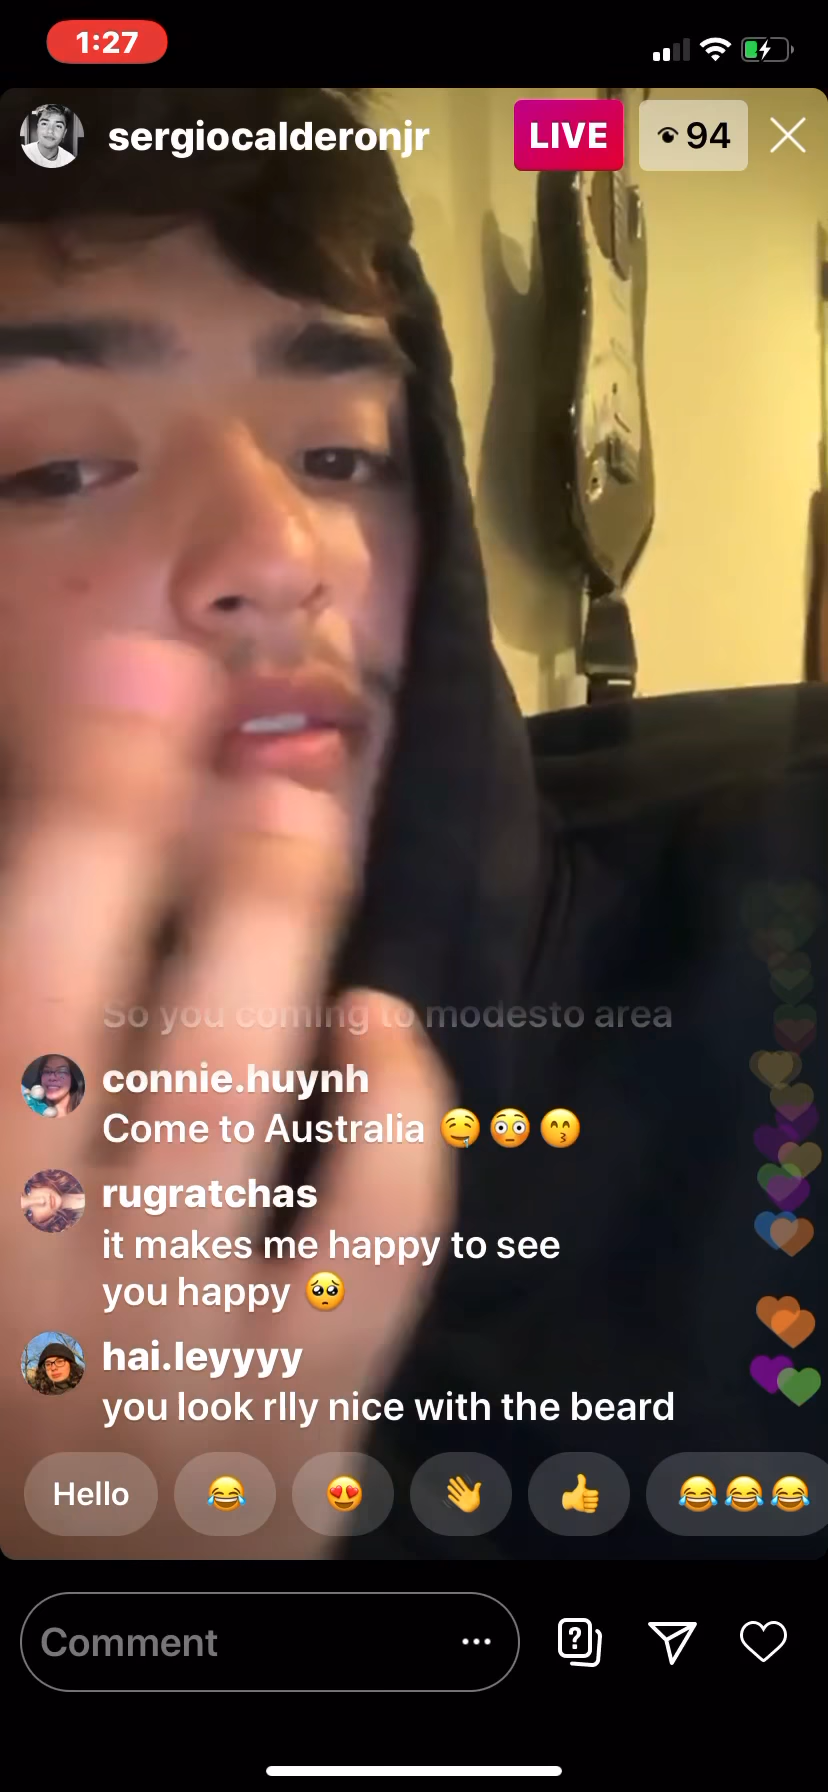 1:27
sergiocalderonjr
LIVE
94
So you coming to modesto area
connie.huynh
Come to Australia 🤤😳😙
rugratchas
it makes me happy to see
you happy 🥺
hai.leyyyy
you look rlly nice with the beard
Hello 😂 😍 👋 👍 😂😂😂
Comment